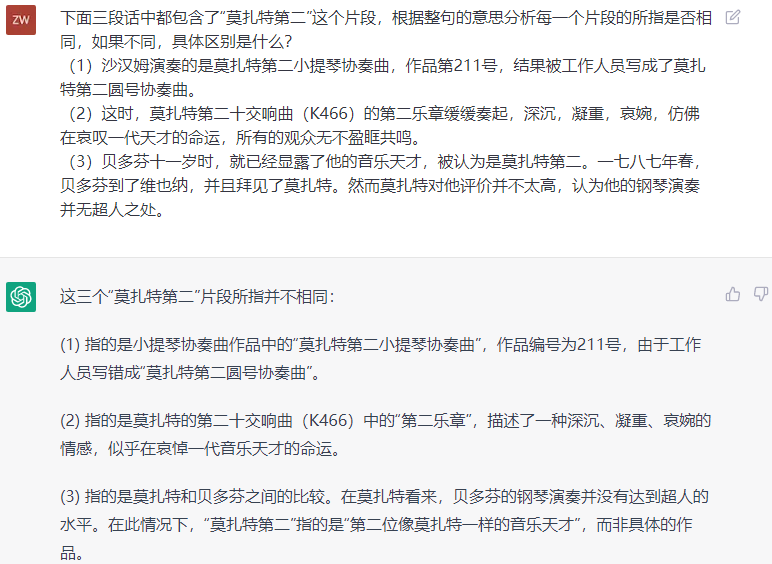 ZW
下面三段话中都包含了“莫扎特第二”这个片段，根据整句的意思分析每一个片段的所指是否相
同，如果不同，具体区别是什么？
（1）沙汉姆演奏的是莫扎特第二小提琴协奏曲，作品第211号，结果被工作人员写成了莫扎
特第二圆号协奏曲。
（2）这时，莫扎特第二十交响曲（K466）的第二乐章缓缓奏起，深沉，凝重，哀婉，仿佛
在哀叹一代天才的命运，所有的观众无不盈眶共鸣。
（3）贝多芬十一岁时，就已经显露了他的音乐天才，被认为是莫扎特第二。一七八七年春，
贝多芬到了维也纳，并且拜见了莫扎特。然而莫扎特对他评价并不太高，认为他的钢琴演奏
并无超人之处。
这三个“莫扎特第二”片段所指并不相同：
(1) 指的是小提琴协奏曲作品中的“莫扎特第二小提琴协奏曲”，作品编号为211号，由于工作
人员写错成“莫扎特第二圆号协奏曲”。
(2) 指的是莫扎特的第二十交响曲（K466）中的“第二乐章”，描述了一种深沉、凝重、哀婉的
情感，似乎在哀悼一代音乐天才的命运。
(3) 指的是莫扎特和贝多芬之间的比较。在莫扎特看来，贝多芬的钢琴演奏并没有达到超人的
水平。在此情况下，“莫扎特第二”指的是“第二位像莫扎特一样的音乐天才”，而非具体的作
品。